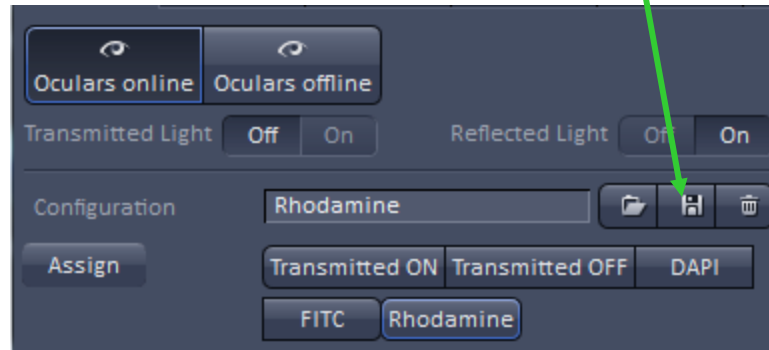 Oculars online Oculars offline
Transmitted Light Off On Reflected Light Off On
Configuration Rhodamine
Assign Transmitted ON Transmitted OFF DAPI
FITC Rhodamine